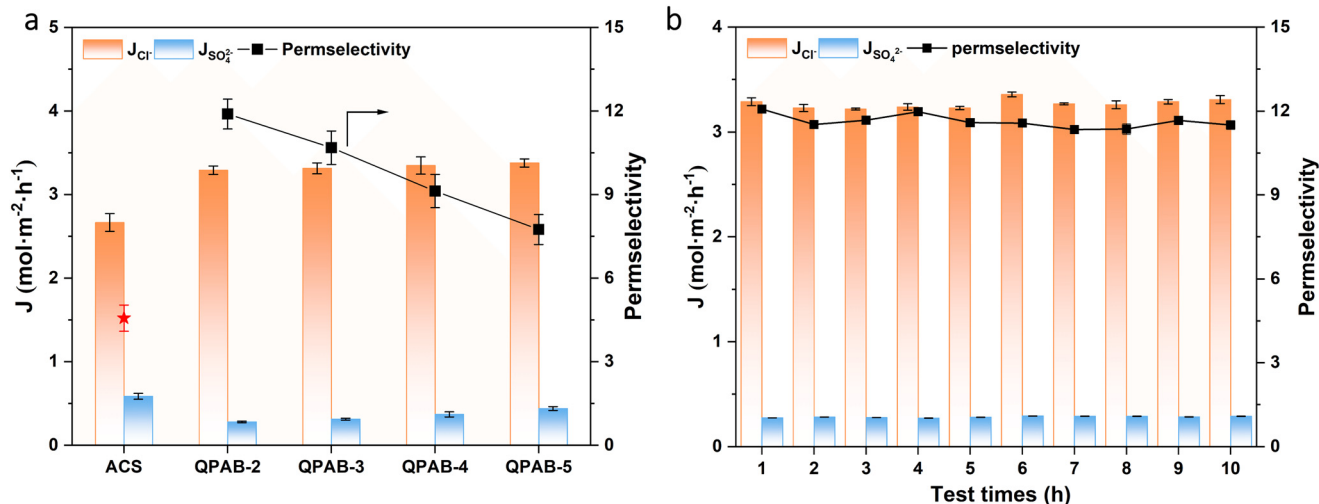 a
J (mol·m⁻²·h⁻¹)
5
4
3
2
1
0
J_Cl⁻ J_SO₄²⁻ Permselectivity
15
12
9
6
3
0
Permselectivity
ACS QPAB-2 QPAB-3 QPAB-4 QPAB-5
b
J (mol·m⁻²·h⁻¹)
4
3
2
1
0
J_Cl⁻ J_SO₄²⁻ permselectivity
15
12
9
6
3
0
Permselectivity
1 2 3 4 5 6 7 8 9 10
Test times (h)